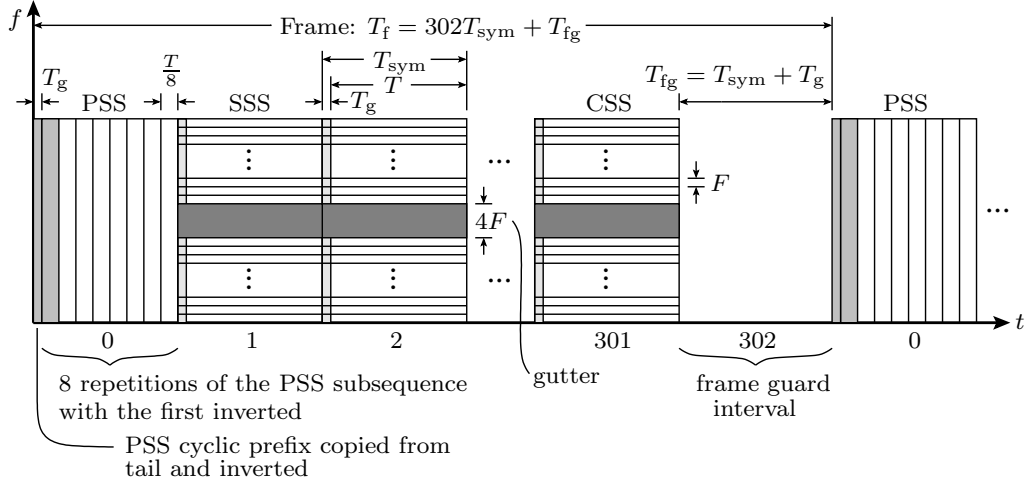 f
Frame: T_f = 302T_sym + T_fg
T_sym
T_g
T/8
T
T_fg = T_sym + T_g
PSS
SSS
T_g
CSS
PSS
...
F
4F
...
...
...
t
0
1
2
301
302
0
gutter
8 repetitions of the PSS subsequence
with the first inverted
frame guard
interval
PSS cyclic prefix copied from
tail and inverted